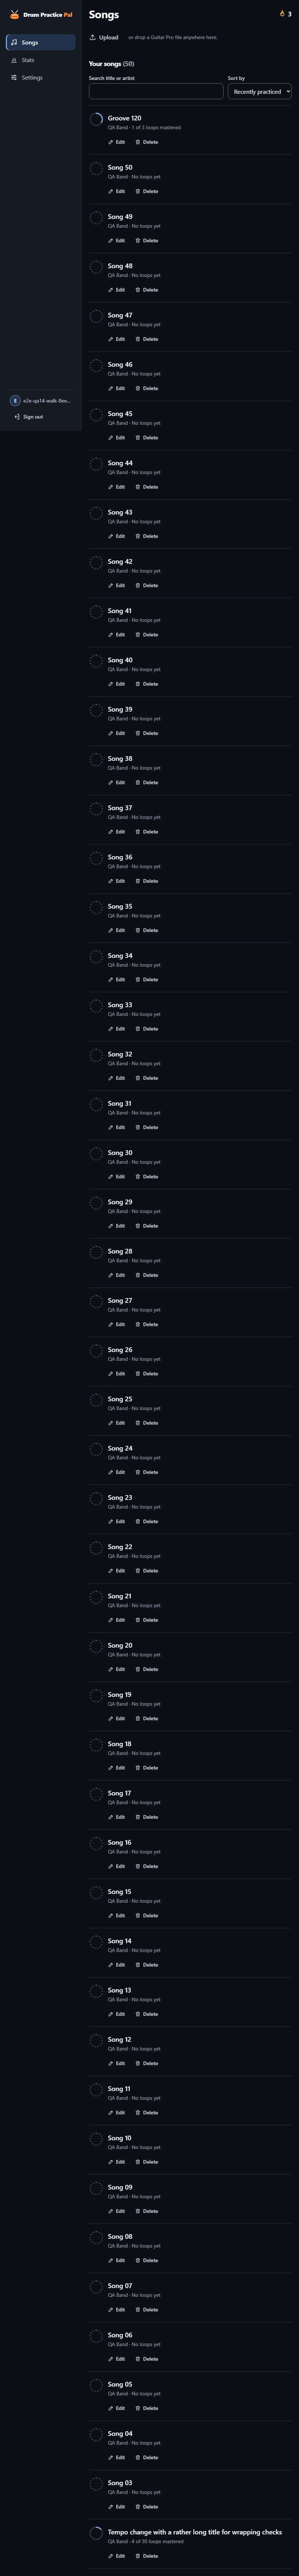 Drum Practice Pal
Songs
Stats
Settings
e2e-qa14-walk-8ee...
Sign out
Songs
3
Upload
or drop a Guitar Pro file anywhere here.
Your songs (50)
Search title or artist
Sort by
Recently practiced
Groove 120
QA Band · 1 of 3 loops mastered
Edit Delete
Song 50
QA Band · No loops yet
Edit Delete
Song 49
QA Band · No loops yet
Edit Delete
Song 48
QA Band · No loops yet
Edit Delete
Song 47
QA Band · No loops yet
Edit Delete
Song 46
QA Band · No loops yet
Edit Delete
Song 45
QA Band · No loops yet
Edit Delete
Song 44
QA Band · No loops yet
Edit Delete
Song 43
QA Band · No loops yet
Edit Delete
Song 42
QA Band · No loops yet
Edit Delete
Song 41
QA Band · No loops yet
Edit Delete
Song 40
QA Band · No loops yet
Edit Delete
Song 39
QA Band · No loops yet
Edit Delete
Song 38
QA Band · No loops yet
Edit Delete
Song 37
QA Band · No loops yet
Edit Delete
Song 36
QA Band · No loops yet
Edit Delete
Song 35
QA Band · No loops yet
Edit Delete
Song 34
QA Band · No loops yet
Edit Delete
Song 33
QA Band · No loops yet
Edit Delete
Song 32
QA Band · No loops yet
Edit Delete
Song 31
QA Band · No loops yet
Edit Delete
Song 30
QA Band · No loops yet
Edit Delete
Song 29
QA Band · No loops yet
Edit Delete
Song 28
QA Band · No loops yet
Edit Delete
Song 27
QA Band · No loops yet
Edit Delete
Song 26
QA Band · No loops yet
Edit Delete
Song 25
QA Band · No loops yet
Edit Delete
Song 24
QA Band · No loops yet
Edit Delete
Song 23
QA Band · No loops yet
Edit Delete
Song 22
QA Band · No loops yet
Edit Delete
Song 21
QA Band · No loops yet
Edit Delete
Song 20
QA Band · No loops yet
Edit Delete
Song 19
QA Band · No loops yet
Edit Delete
Song 18
QA Band · No loops yet
Edit Delete
Song 17
QA Band · No loops yet
Edit Delete
Song 16
QA Band · No loops yet
Edit Delete
Song 15
QA Band · No loops yet
Edit Delete
Song 14
QA Band · No loops yet
Edit Delete
Song 13
QA Band · No loops yet
Edit Delete
Song 12
QA Band · No loops yet
Edit Delete
Song 11
QA Band · No loops yet
Edit Delete
Song 10
QA Band · No loops yet
Edit Delete
Song 09
QA Band · No loops yet
Edit Delete
Song 08
QA Band · No loops yet
Edit Delete
Song 07
QA Band · No loops yet
Edit Delete
Song 06
QA Band · No loops yet
Edit Delete
Song 05
QA Band · No loops yet
Edit Delete
Song 04
QA Band · No loops yet
Edit Delete
Song 03
QA Band · No loops yet
Edit Delete
Tempo change with a rather long title for wrapping checks
QA Band · 4 of 30 loops mastered
Edit Delete